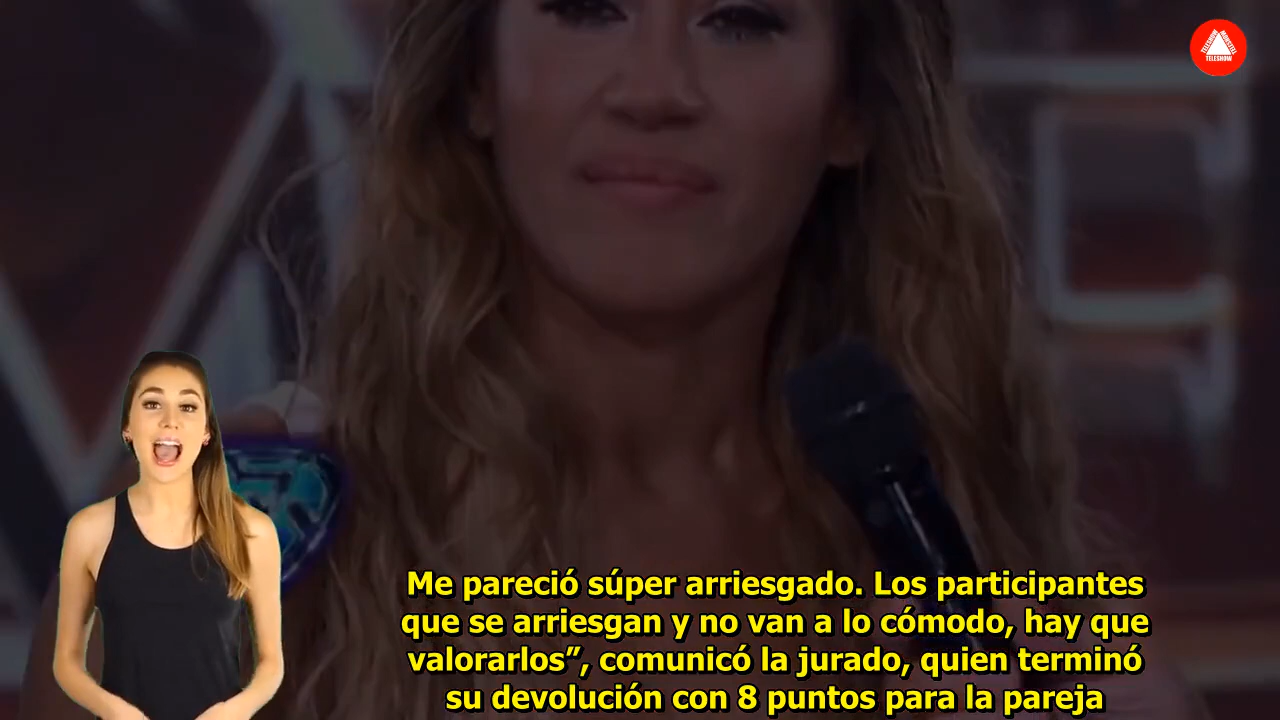 TELESHOW
Me pareció súper arriesgado. Los participantes
que se arriesgan y no van a lo cómodo, hay que
valorarlos”, comunicó la jurado, quien terminó
su devolución con 8 puntos para la pareja